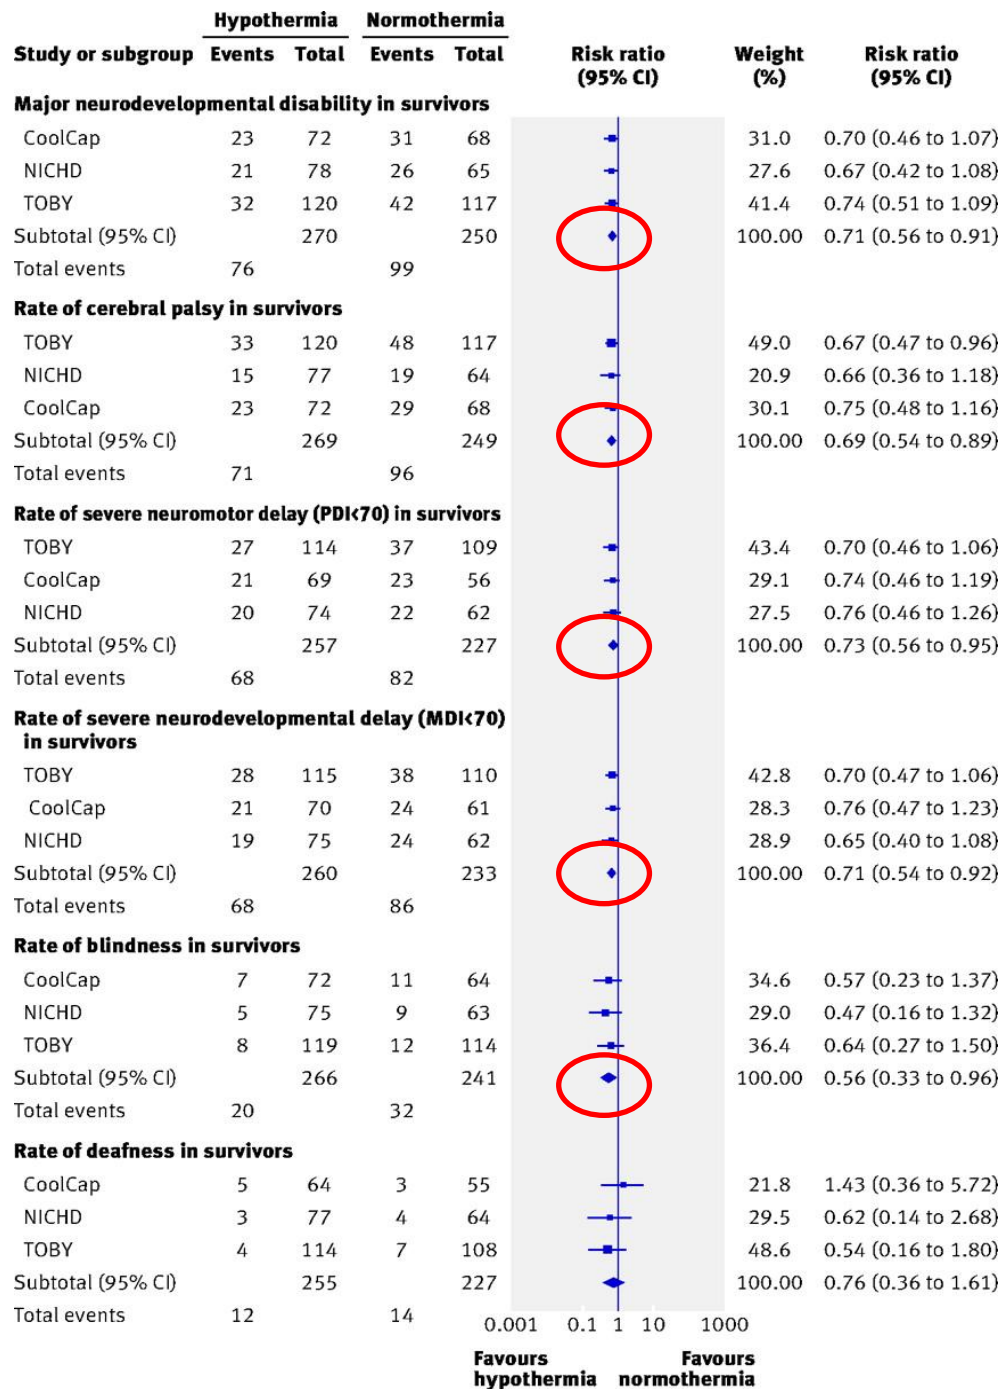 Hypothermia Normothermia
Study or subgroup Events Total Events Total Risk ratio (95% CI) Weight (%) Risk ratio (95% CI)
Major neurodevelopmental disability in survivors
CoolCap 23 72 31 68 31.0 0.70 (0.46 to 1.07)
NICHD 21 78 26 65 27.6 0.67 (0.42 to 1.08)
TOBY 32 120 42 117 41.4 0.74 (0.51 to 1.09)
Subtotal (95% CI) 270 250 100.00 0.71 (0.56 to 0.91)
Total events 76 99
Rate of cerebral palsy in survivors
TOBY 33 120 48 117 49.0 0.67 (0.47 to 0.96)
NICHD 15 77 19 64 20.9 0.66 (0.36 to 1.18)
CoolCap 23 72 29 68 30.1 0.75 (0.48 to 1.16)
Subtotal (95% CI) 269 249 100.00 0.69 (0.54 to 0.89)
Total events 71 96
Rate of severe neuromotor delay (PDI<70) in survivors
TOBY 27 114 37 109 43.4 0.70 (0.46 to 1.06)
CoolCap 21 69 23 56 29.1 0.74 (0.46 to 1.19)
NICHD 20 74 22 62 27.5 0.76 (0.46 to 1.26)
Subtotal (95% CI) 257 227 100.00 0.73 (0.56 to 0.95)
Total events 68 82
Rate of severe neurodevelopmental delay (MDI<70)
in survivors
TOBY 28 115 38 110 42.8 0.70 (0.47 to 1.06)
CoolCap 21 70 24 61 28.3 0.76 (0.47 to 1.23)
NICHD 19 75 24 62 28.9 0.65 (0.40 to 1.08)
Subtotal (95% CI) 260 233 100.00 0.71 (0.54 to 0.92)
Total events 68 86
Rate of blindness in survivors
CoolCap 7 72 11 64 34.6 0.57 (0.23 to 1.37)
NICHD 5 75 9 63 29.0 0.47 (0.16 to 1.32)
TOBY 8 119 12 114 36.4 0.64 (0.27 to 1.50)
Subtotal (95% CI) 266 241 100.00 0.56 (0.33 to 0.96)
Total events 20 32
Rate of deafness in survivors
CoolCap 5 64 3 55 21.8 1.43 (0.36 to 5.72)
NICHD 3 77 4 64 29.5 0.62 (0.14 to 2.68)
TOBY 4 114 7 108 48.6 0.54 (0.16 to 1.80)
Subtotal (95% CI) 255 227 100.00 0.76 (0.36 to 1.61)
Total events 12 14
0.001 0.1 1 10 1000
Favours Favours
hypothermia normothermia